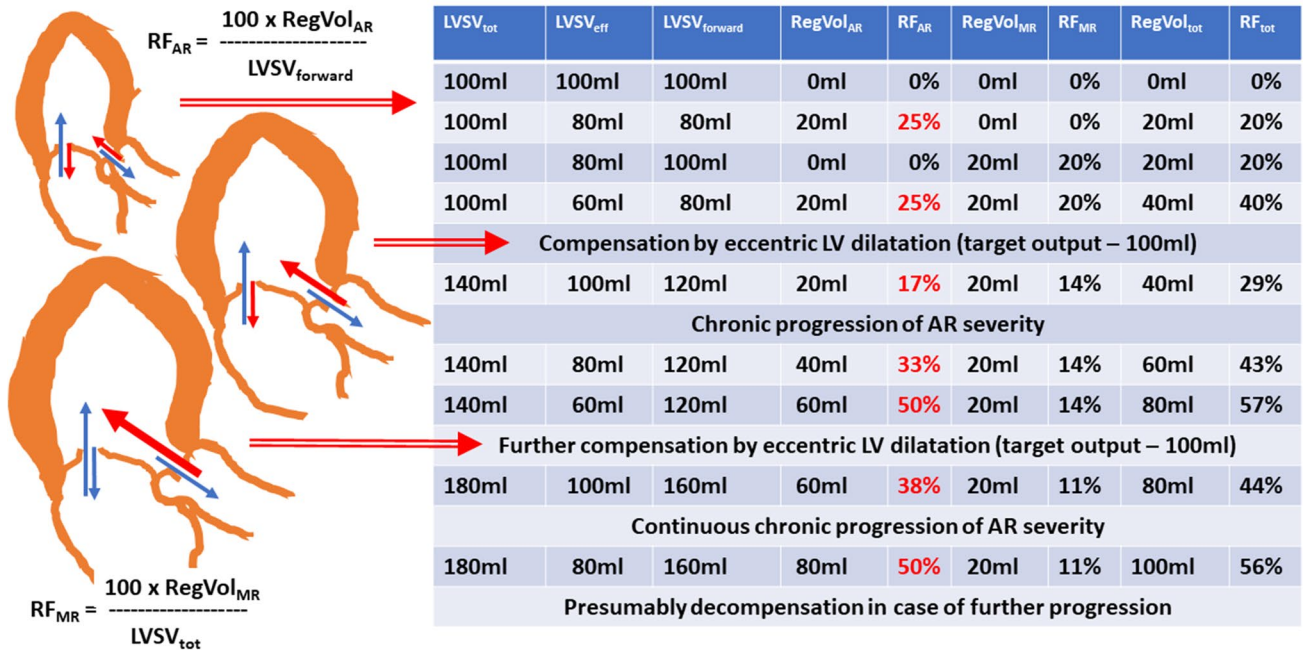 RF_AR = 100 x RegVol_AR
--------------------
LVSV_forward
LVSV_tot LVSV_eff LVSV_forward RegVol_AR RF_AR RegVol_MR RF_MR RegVol_tot RF_tot
100ml 100ml 100ml 0ml 0% 0ml 0% 0ml 0%
100ml 80ml 80ml 20ml 25% 0ml 0% 20ml 20%
100ml 80ml 100ml 0ml 0% 20ml 20% 20ml 20%
100ml 60ml 80ml 20ml 25% 20ml 20% 40ml 40%
Compensation by eccentric LV dilatation (target output – 100ml)
140ml 100ml 120ml 20ml 17% 20ml 14% 40ml 29%
Chronic progression of AR severity
140ml 80ml 120ml 40ml 33% 20ml 14% 60ml 43%
140ml 60ml 120ml 60ml 50% 20ml 14% 80ml 57%
Further compensation by eccentric LV dilatation (target output – 100ml)
180ml 100ml 160ml 60ml 38% 20ml 11% 80ml 44%
Continuous chronic progression of AR severity
180ml 80ml 160ml 80ml 50% 20ml 11% 100ml 56%
Presumably decompensation in case of further progression
RF_MR = 100 x RegVol_MR
-------------------
LVSV_tot